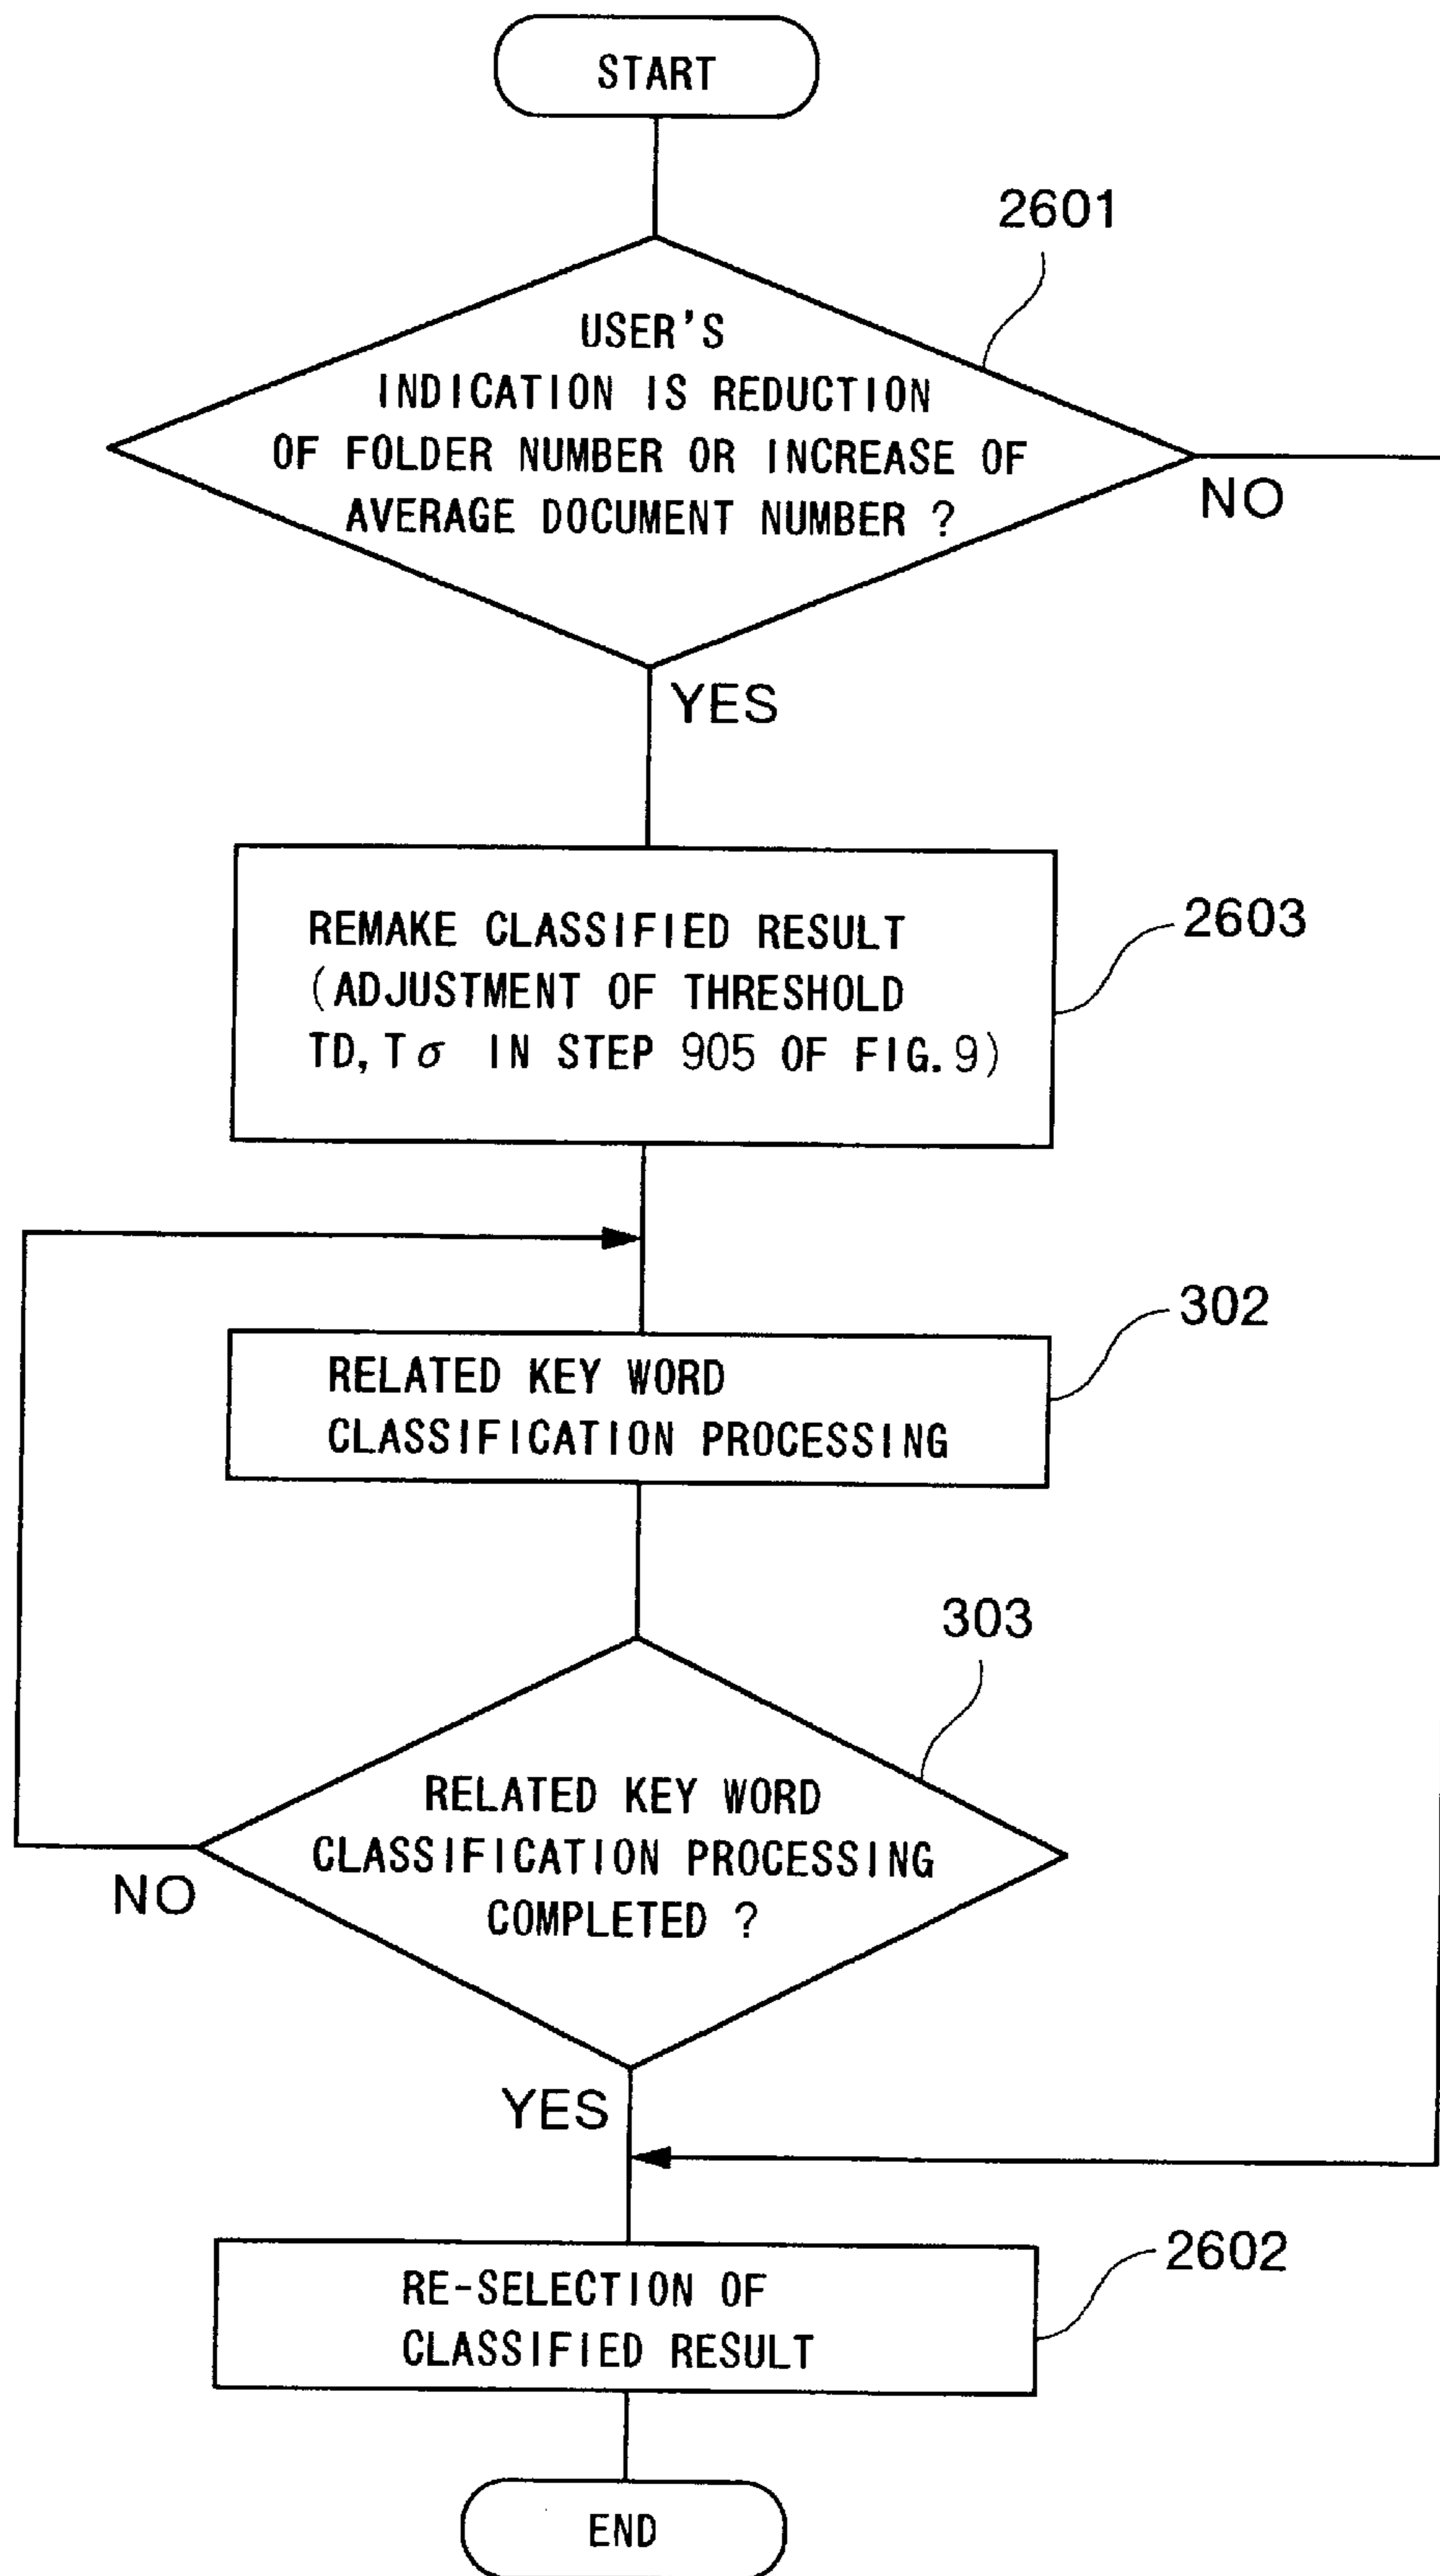 START
2601
USER'S
INDICATION IS REDUCTION
OF FOLDER NUMBER OR INCREASE OF
AVERAGE DOCUMENT NUMBER ?
NO
YES
REMAKE CLASSIFIED RESULT
(ADJUSTMENT OF THRESHOLD
TD, Tσ IN STEP 905 OF FIG. 9)
2603
302
RELATED KEY WORD
CLASSIFICATION PROCESSING
303
RELATED KEY WORD
CLASSIFICATION PROCESSING
COMPLETED ?
NO
YES
2602
RE-SELECTION OF
CLASSIFIED RESULT
END